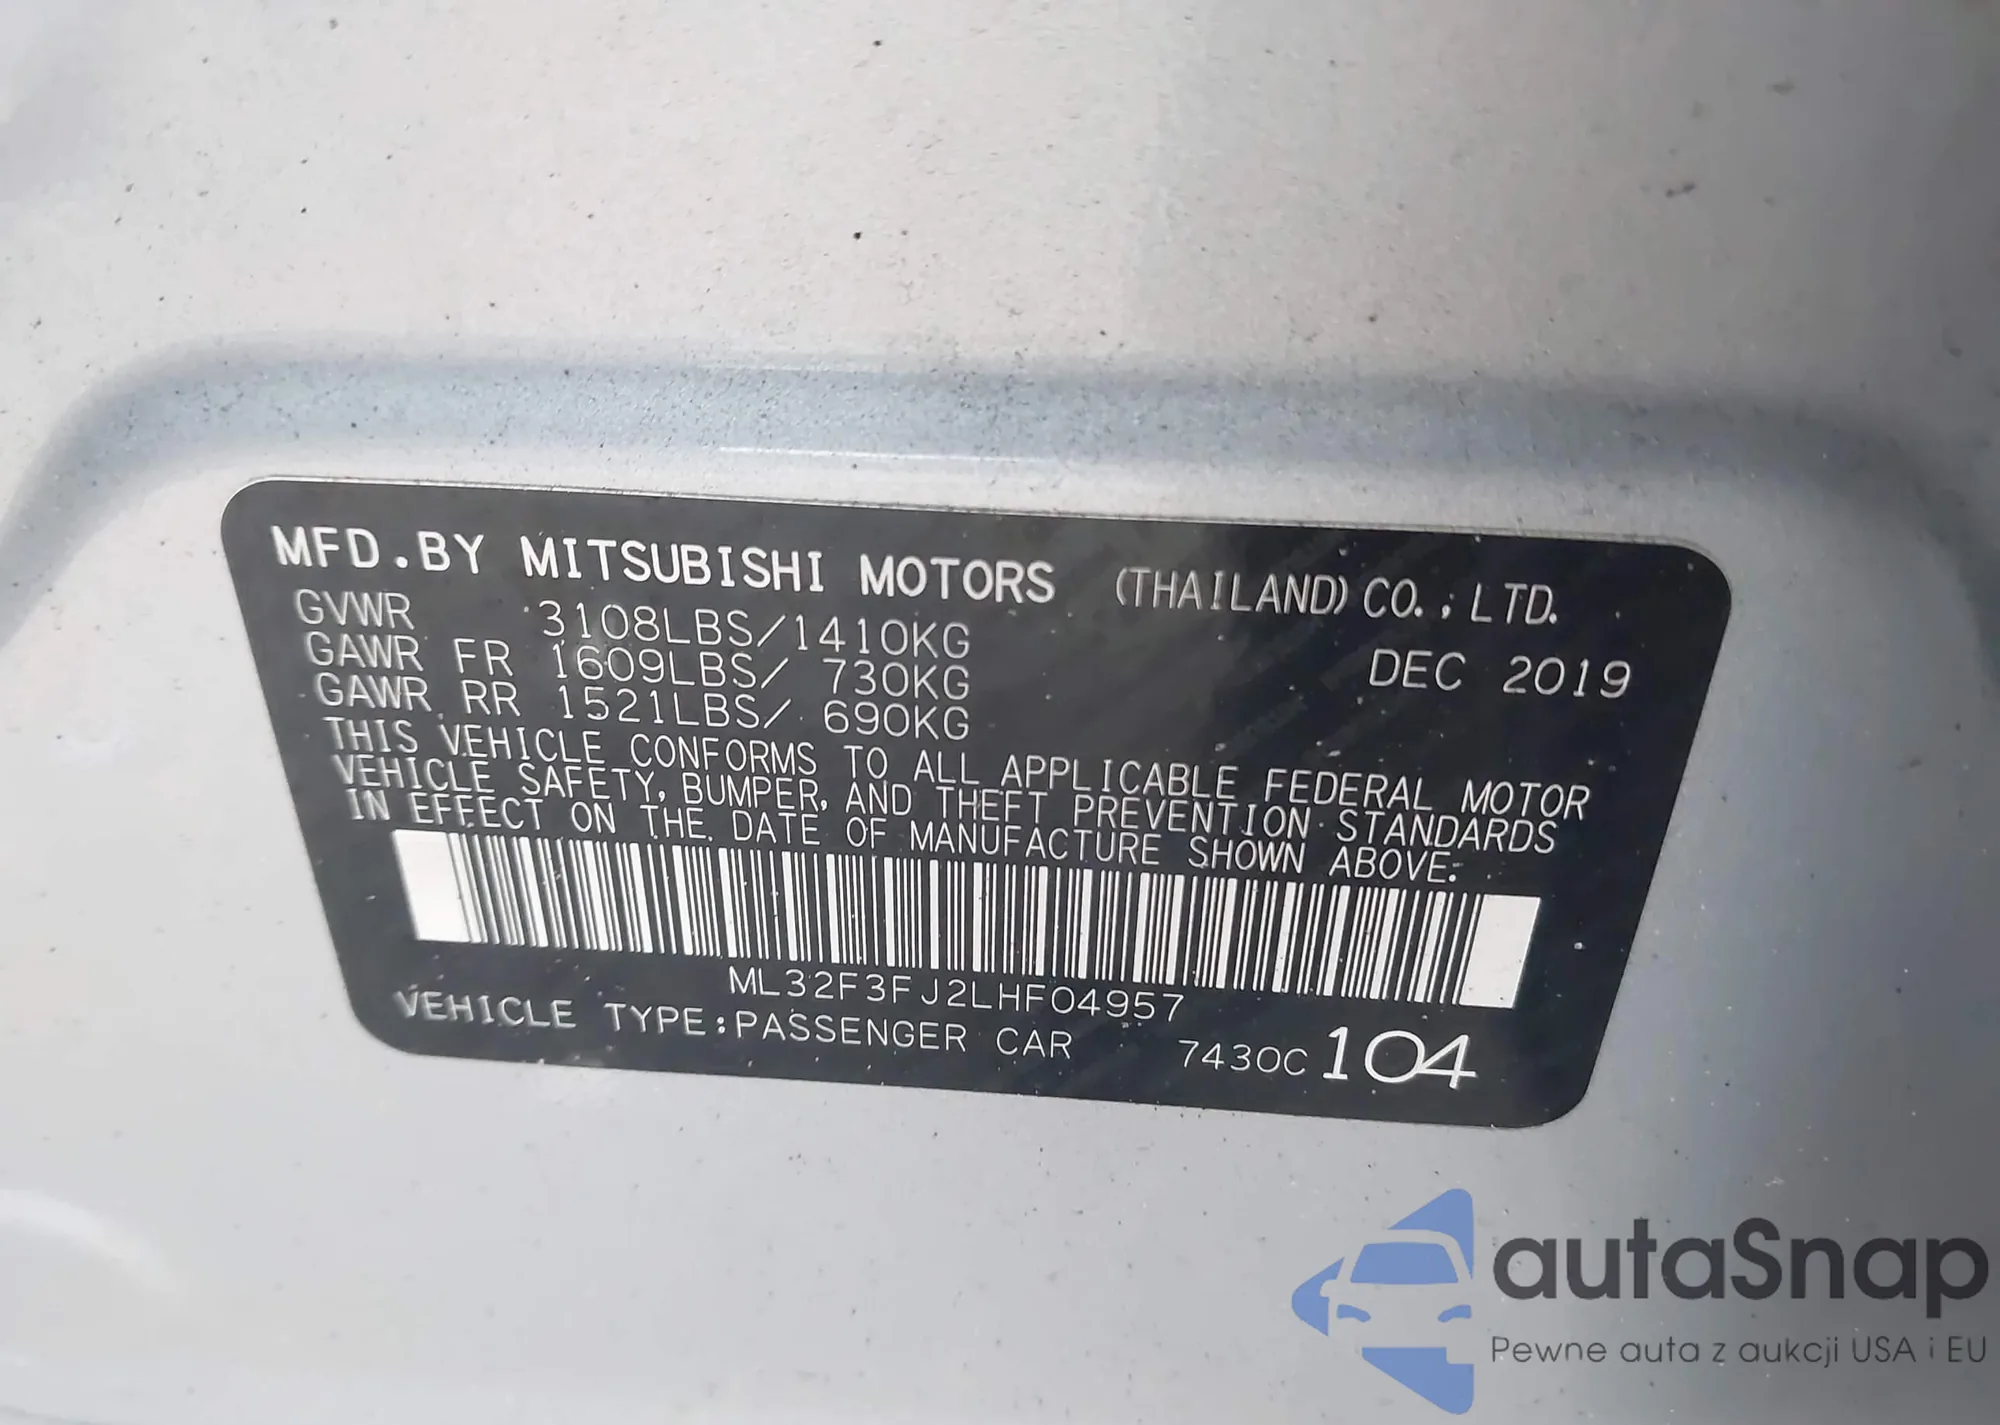 MFD.BY MITSUBISHI MOTORS (THAILAND) CO., LTD.
GVWR 3108LBS/1410KG DEC 2019
GAWR FR 1609LBS/ 730KG
GAWR RR 1521LBS/ 690KG
THIS VEHICLE CONFORMS TO ALL APPLICABLE FEDERAL MOTOR
VEHICLE SAFETY, BUMPER, AND THEFT PREVENTION STANDARDS
IN EFFECT ON THE DATE OF MANUFACTURE SHOWN ABOVE.
ML32F3FJ2LHF04957
VEHICLE TYPE:PASSENGER CAR 7430C 104
autaSnap
Pewne auta z aukcji USA i EU